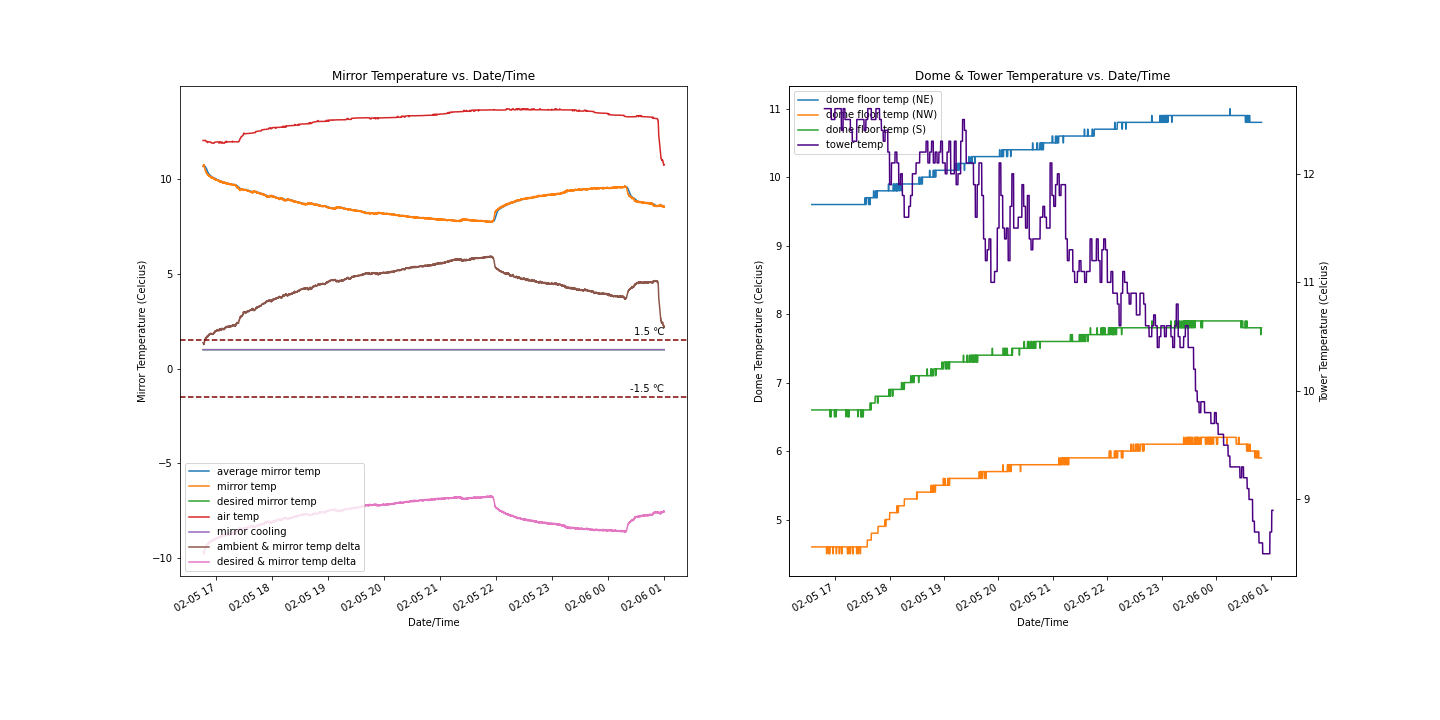 Mirror Temperature vs. Date/Time
Mirror Temperature (Celcius)
10
5
0
−5
−10
1.5 °C
-1.5 °C
average mirror temp
mirror temp
desired mirror temp
air temp
mirror cooling
ambient & mirror temp delta
desired & mirror temp delta
02-05 17
02-05 18
02-05 19
02-05 20
02-05 21
02-05 22
02-05 23
02-06 00
02-06 01
Date/Time
Dome & Tower Temperature vs. Date/Time
Dome Temperature (Celcius)
11
10
9
8
7
6
5
dome floor temp (NE)
dome floor temp (NW)
dome floor temp (S)
tower temp
12
11
10
9
Tower Temperature (Celcius)
02-05 17
02-05 18
02-05 19
02-05 20
02-05 21
02-05 22
02-05 23
02-06 00
02-06 01
Date/Time